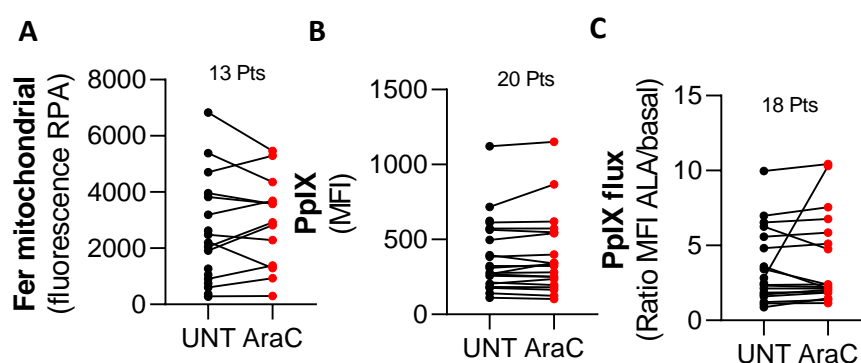 A
Fer mitochondrial
(fluorescence RPA)
13 Pts
8000
6000
4000
2000
0
UNT AraC
B
PpIX
(MFI)
20 Pts
1500
1000
500
0
UNT AraC
C
PpIX flux
(Ratio MFI ALA/basal)
18 Pts
15
10
5
0
UNT AraC